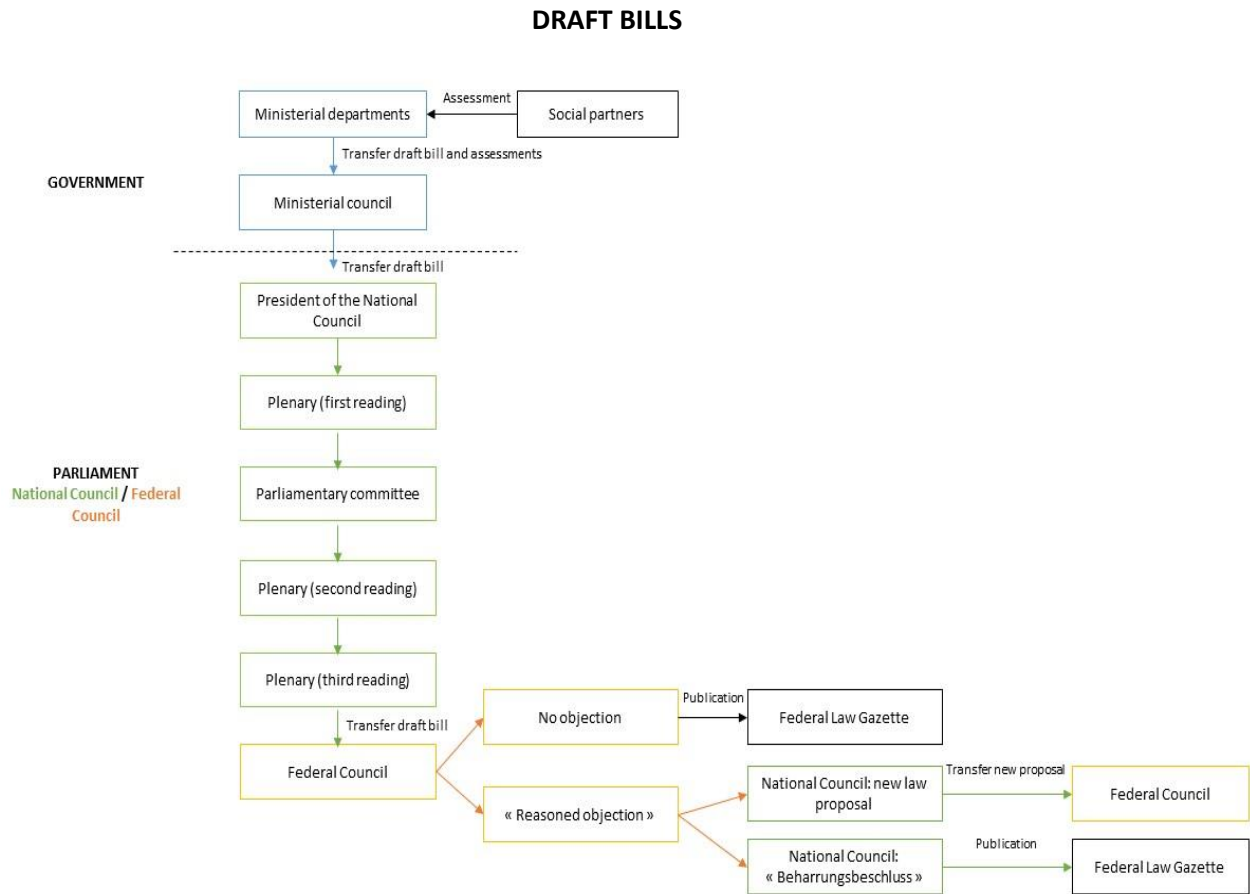 DRAFT BILLS
Assessment
Ministerial departments
Social partners
Transfer draft bill and assessments
GOVERNMENT
Ministerial council
Transfer draft bill
President of the National
Council
Plenary (first reading)
PARLIAMENT
National Council / Federal
Council
Parliamentary committee
Plenary (second reading)
Plenary (third reading)
Transfer draft bill
No objection
Publication
Federal Law Gazette
Federal Council
« Reasoned objection »
National Council: new law
proposal
Transfer new proposal
Federal Council
National Council:
« Beharrungsbeschluss »
Publication
Federal Law Gazette